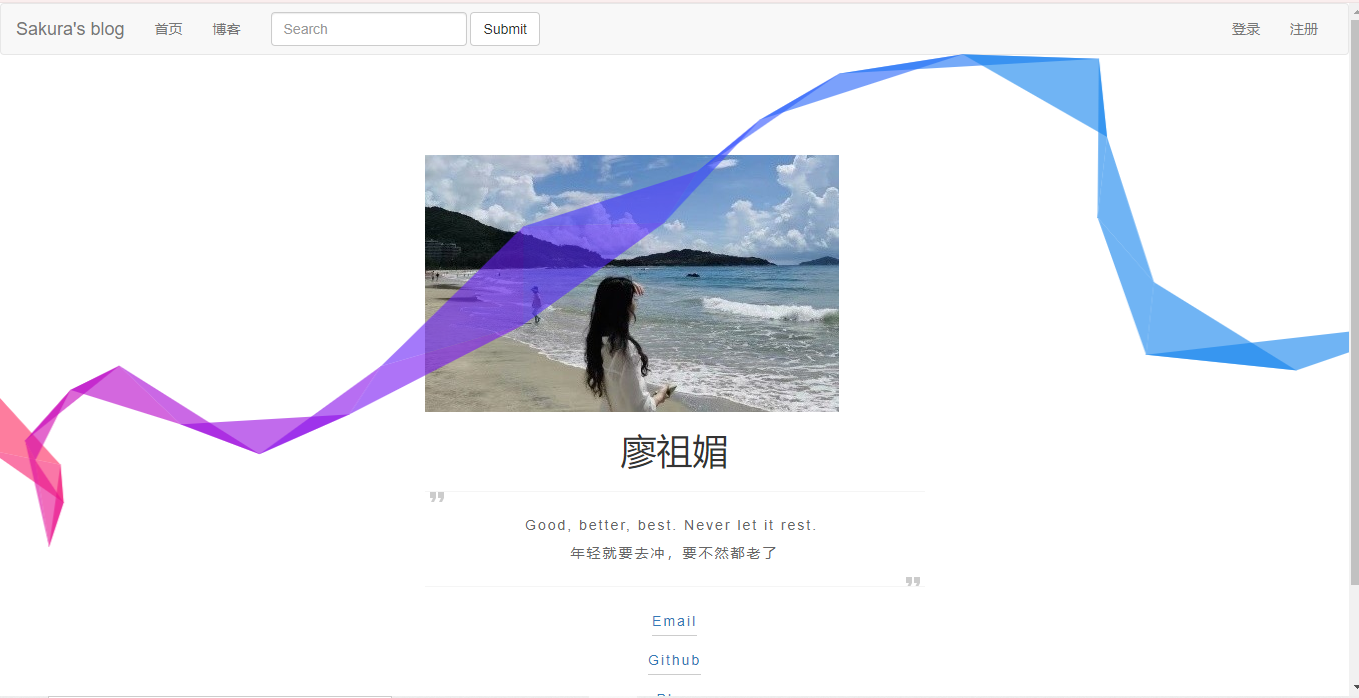 Sakura's blog 首页 博客 Search Submit 登录 注册
廖祖媚
Good, better, best. Never let it rest.
年轻就要去冲，要不然都老了
Email
Github